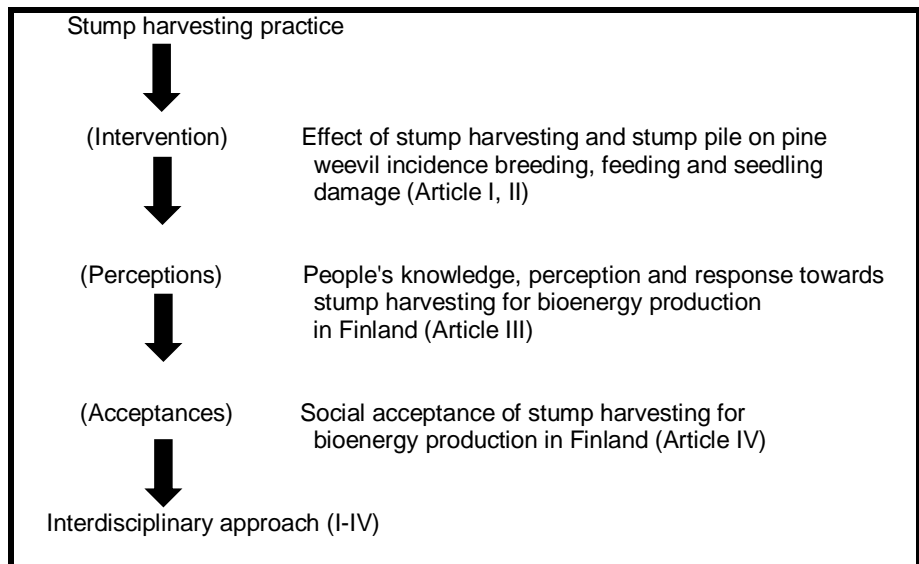 Stump harvesting practice
(Intervention) Effect of stump harvesting and stump pile on pine
weevil incidence breeding, feeding and seedling
damage (Article I, II)
(Perceptions) People's knowledge, perception and response towards
stump harvesting for bioenergy production
in Finland (Article III)
(Acceptances) Social acceptance of stump harvesting for
bioenergy production in Finland (Article IV)
Interdisciplinary approach (I-IV)